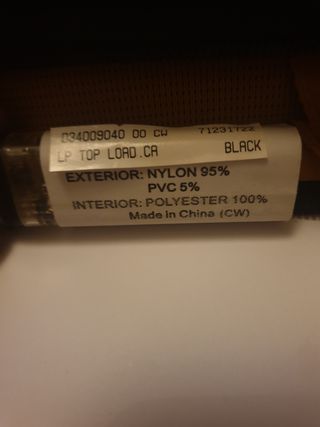 034009040 00 CW 71231722
LP TOP LOAD.CA BLACK
EXTERIOR: NYLON 95%
PVC 5%
INTERIOR: POLYESTER 100%
Made in China (CW)